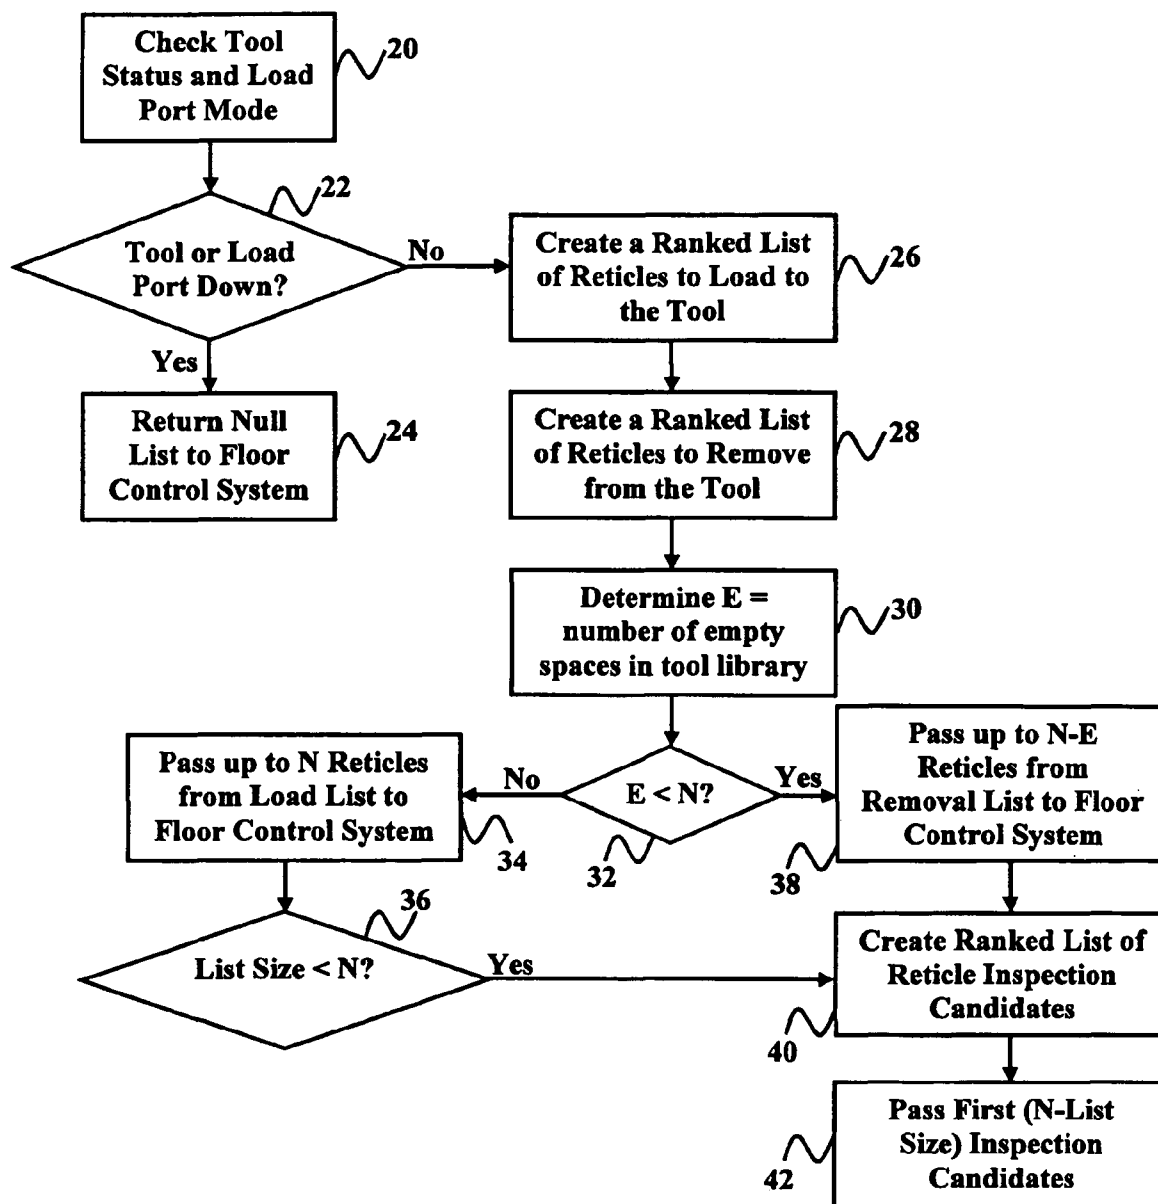 Check Tool
Status and Load
Port Mode
20
22
Tool or Load
Port Down?
No
Yes
Return Null
List to Floor
Control System
24
Create a Ranked List
of Reticles to Load to
the Tool
26
Create a Ranked List
of Reticles to Remove
from the Tool
28
Determine E =
number of empty
spaces in tool library
30
E < N?
No
Yes
32
Pass up to N Reticles
from Load List to
Floor Control System
34
Pass up to N-E
Reticles from
Removal List to Floor
Control System
38
36
List Size < N?
Yes
Create Ranked List of
Reticle Inspection
Candidates
40
Pass First (N-List
Size) Inspection
Candidates
42